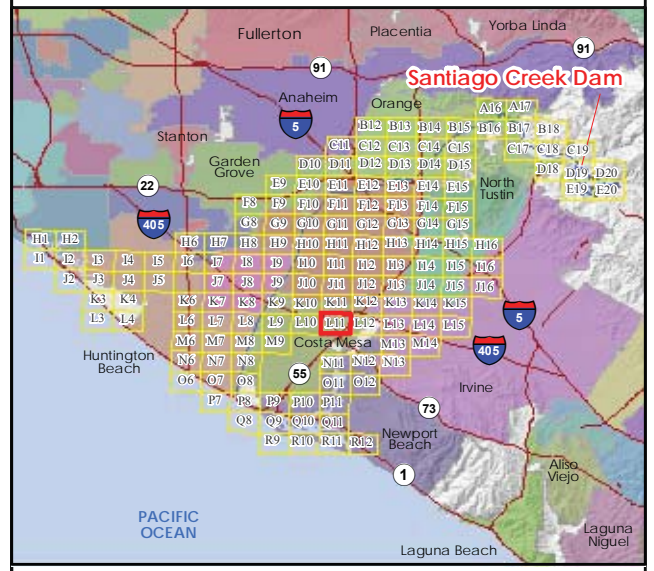 Fullerton
Placentia
Yorba Linda
91
91
Santiago Creek Dam
Anaheim
Orange
A16 A17
5
B12 B13 B14 B15 B16 B17 B18
Stanton
C11 C12 C13 C14 C15 C17 C18 C19
Garden
Grove
D10 D11 D12 D13 D14 D15 D18 D19 D20
22
E9 E10 E11 E12 E13 E14 E15 E19 E20
North
Tustin
F8 F9 F10 F11 F12 F13 F14 F15
405
G8 G9 G10 G11 G12 G13 G14 G15
H1 H2 H6 H7 H8 H9 H10 H11 H12 H13 H14 H15 H16
I1 I2 I3 I4 I5 I6 I7 I8 I9 I10 I11 I12 I13 I14 I15 I16
J2 J3 J4 J5 J7 J8 J9 J10 J11 J12 J13 J14 J15 J16
K3 K4 K6 K7 K8 K9 K10 K11 K12 K13 K14 K15
5
L3 L4 L6 L7 L8 L9 L10 L11 L12 L13 L14 L15
Costa Mesa
M6 M7 M8 M9 M13 M14
405
Huntington
Beach
N6 N7 N8 N11 N12 N13
55
O6 O7 O8 O11 O12
Irvine
P7 P8 P9 P10 P11
73
Q8 Q9 Q10 Q11
Newport
Beach
R9 R10 R11 R12
1
Aliso
Viejo
PACIFIC
OCEAN
Laguna
Niguel
Laguna Beach